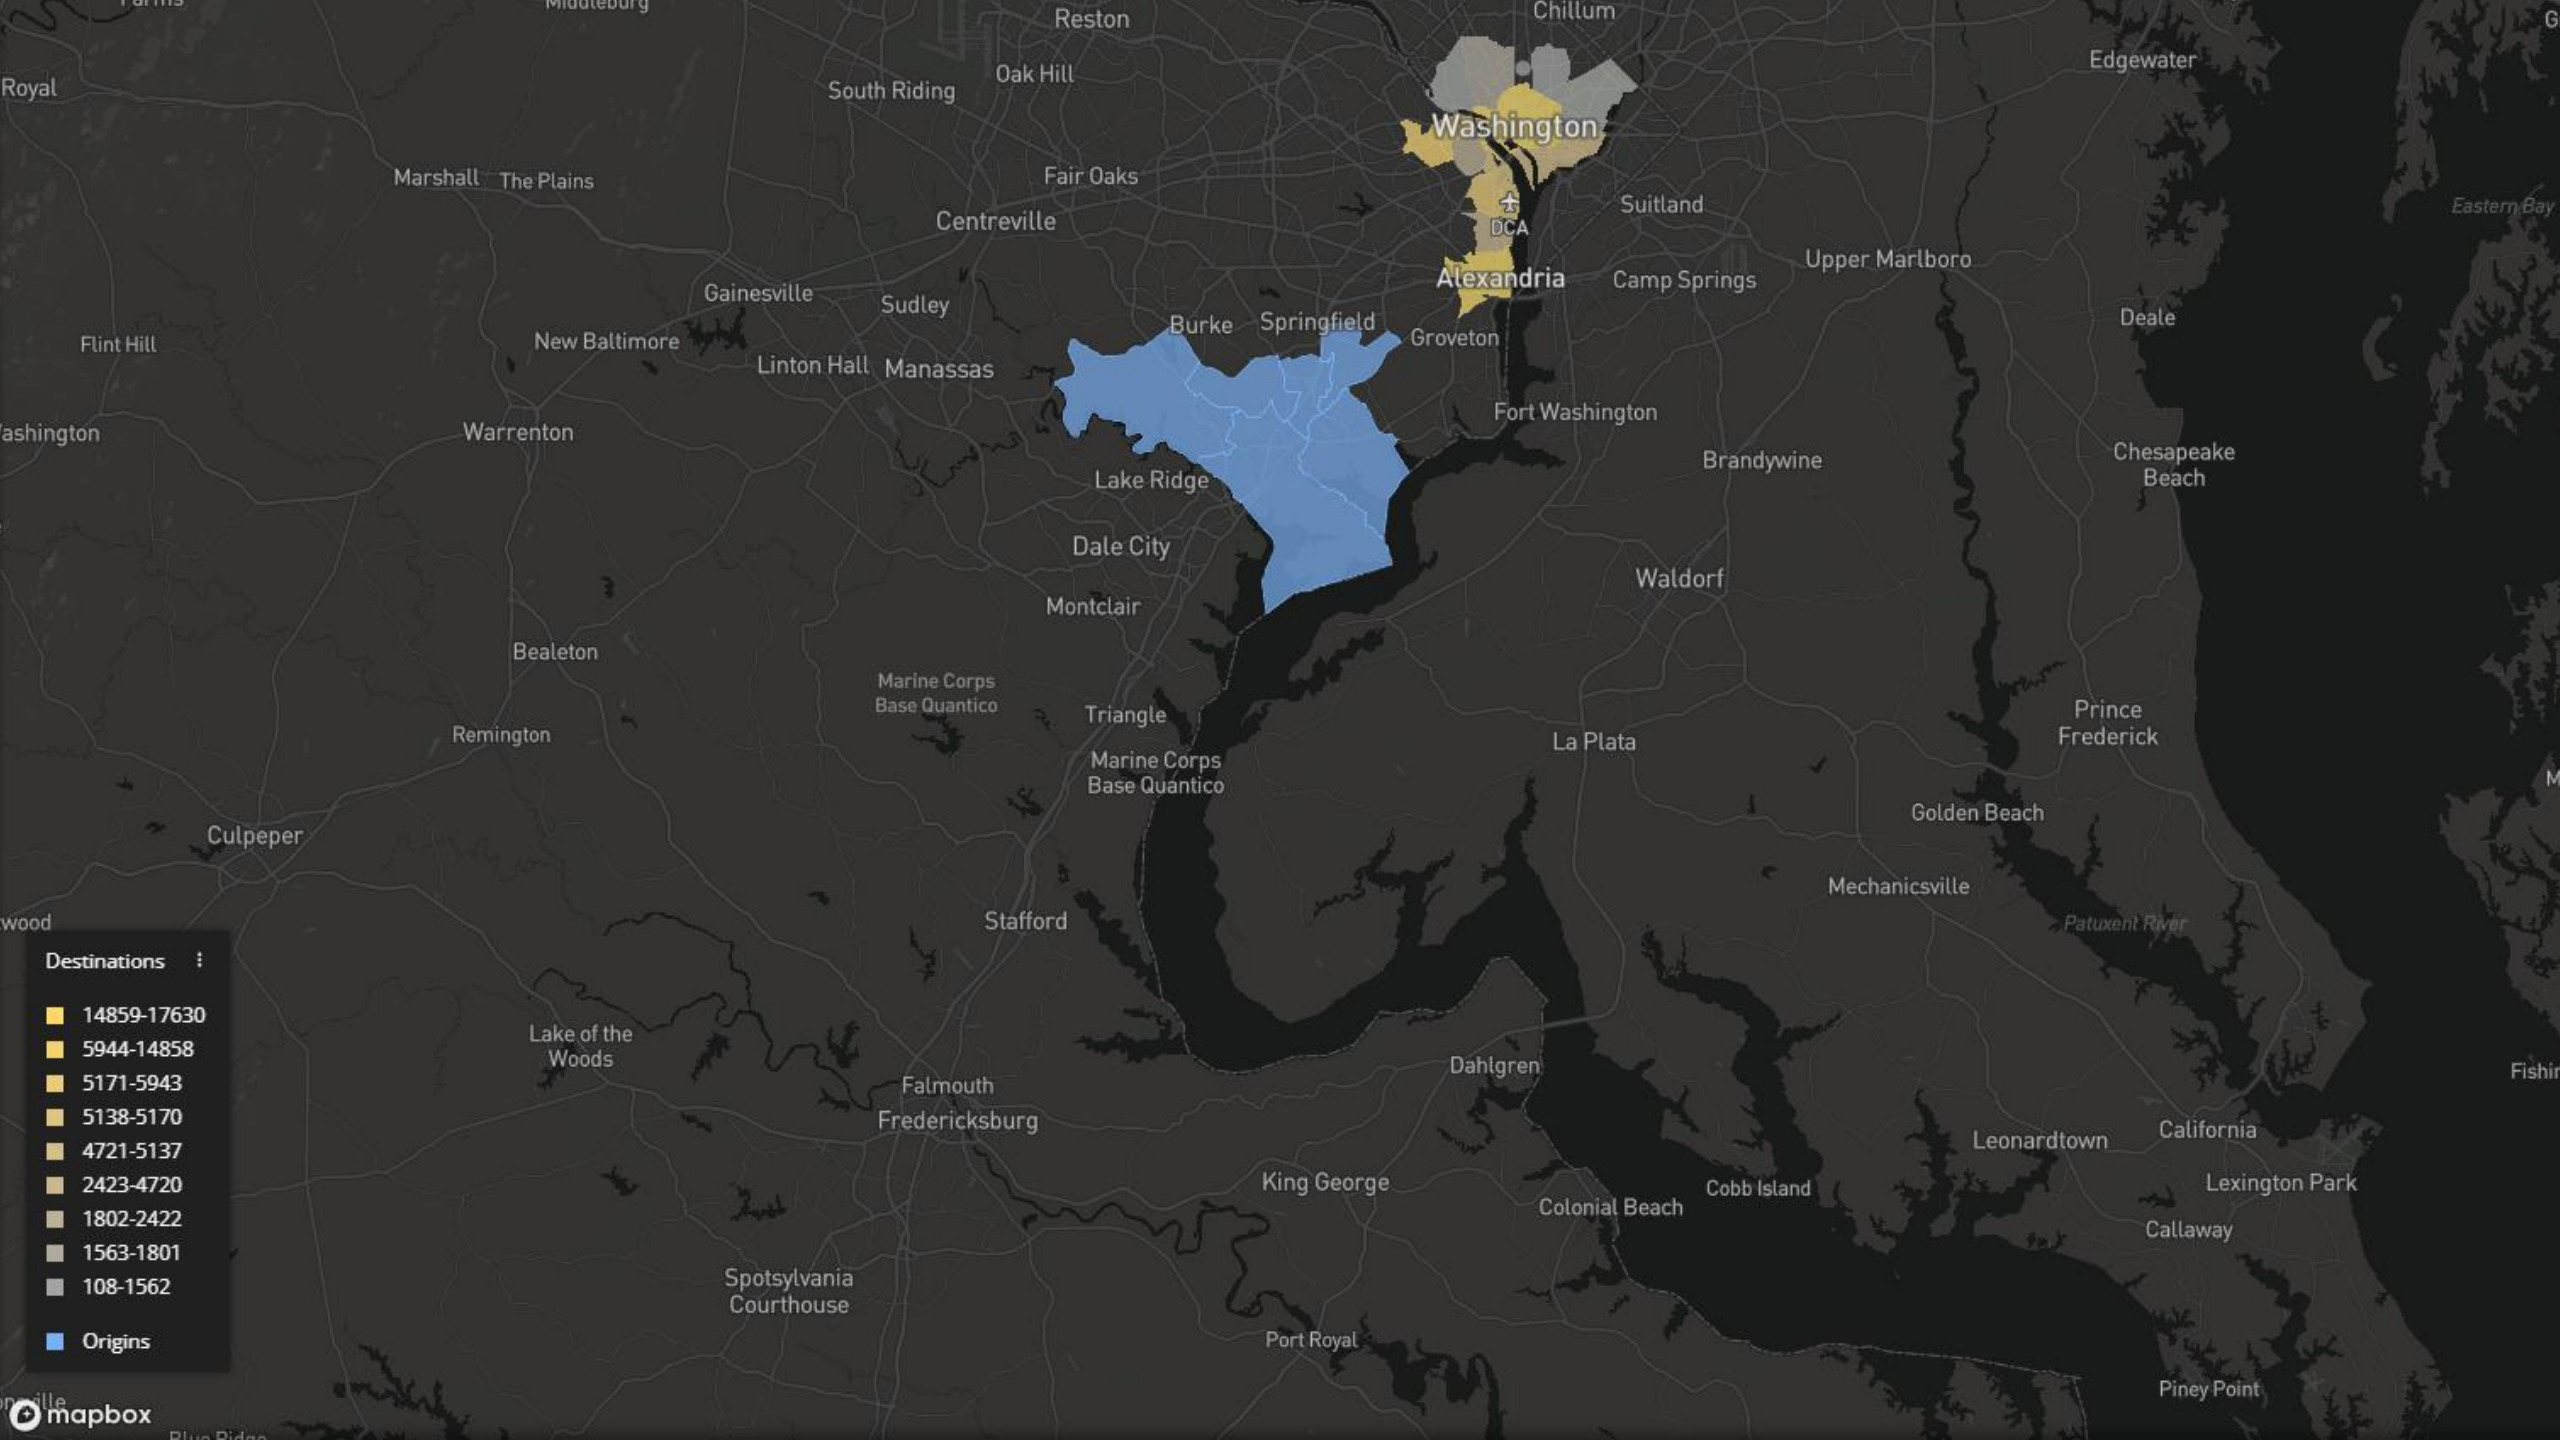 Middleburg
Reston
Chillum
Royal
South Riding
Oak Hill
Edgewater
Washington
Marshall
The Plains
Fair Oaks
Centreville
Suitland
Eastern Bay
DCA
Alexandria
Camp Springs
Upper Marlboro
Gainesville
Sudley
Flint Hill
New Baltimore
Linton Hall
Manassas
Burke
Springfield
Groveton
Deale
Warrenton
Fort Washington
ashington
Lake Ridge
Brandywine
Chesapeake
Beach
Dale City
Waldorf
Montclair
Bealeton
Marine Corps
Base Quantico
Remington
Triangle
La Plata
Prince
Frederick
Marine Corps
Base Quantico
Culpeper
Golden Beach
Mechanicsville
Stafford
Patuxent River
wood
Lake of the
Woods
Falmouth
Fredericksburg
Dahlgren
Leonardtown
California
King George
Colonial Beach
Cobb Island
Lexington Park
Callaway
Spotsylvania
Courthouse
Port Royal
Piney Point
Destinations
14859-17630
5944-14858
5171-5943
5138-5170
4721-5137
2423-4720
1802-2422
1563-1801
108-1562
Origins
mapbox